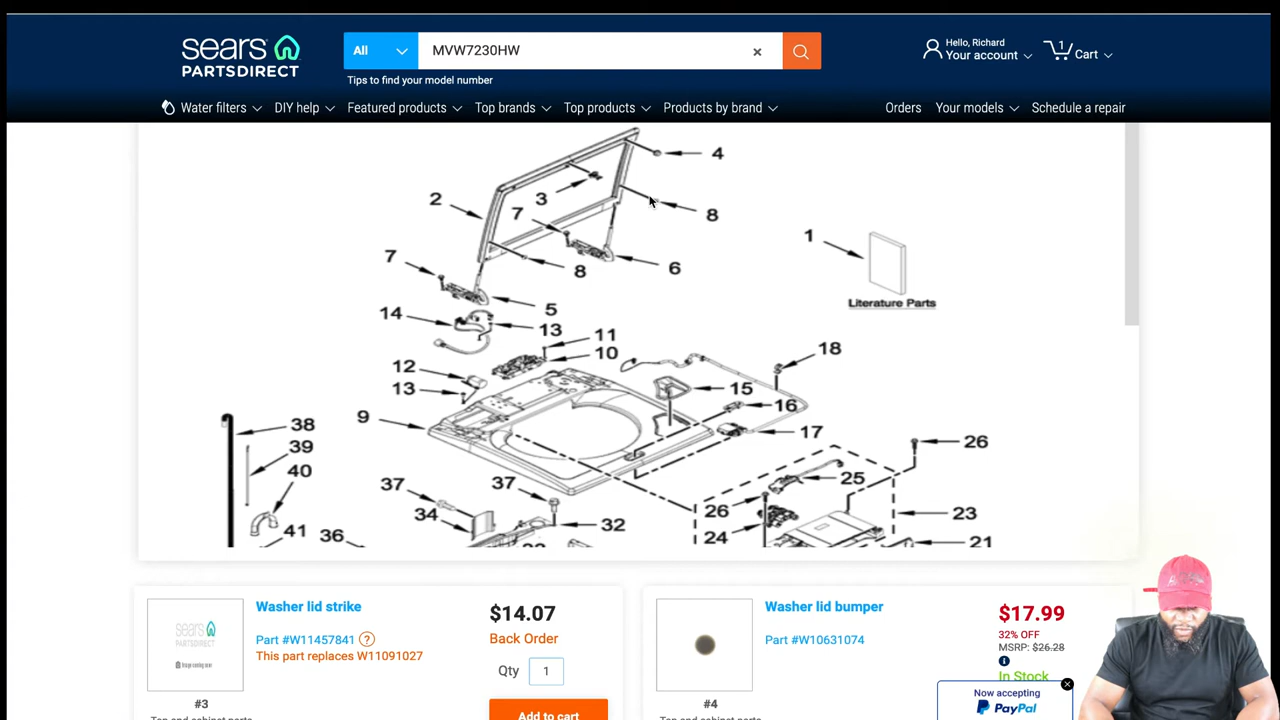 sears
PARTSDIRECT
All
MVW7230HW
Tips to find your model number
Hello, Richard
Your account
1
Cart
Water filters
DIY help
Featured products
Top brands
Top products
Products by brand
Orders
Your models
Schedule a repair
4
2
3
7
8
1
7
8
6
Literature Parts
5
14
13
11
10
18
12
13
15
16
9
17
38
26
39
40
37
37
25
26
34
32
23
24
41
36
21
Washer lid strike
Part #W11457841 ?
This part replaces W11091027
$14.07
Back Order
Qty 1
Add to cart
sears
PARTSDIRECT
#3
Washer lid bumper
Part #W10631074
$17.99
32% OFF
MSRP: $26.28
In Stock
#4
Now accepting
PayPal